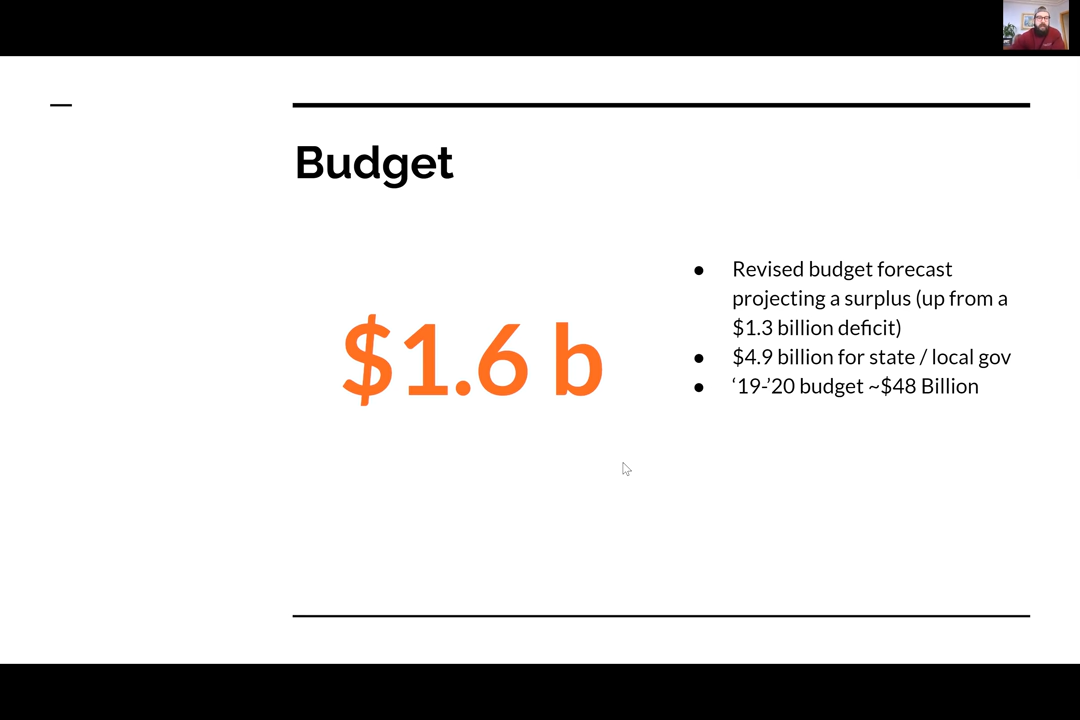 Budget
$1.6 b
● Revised budget forecast
projecting a surplus (up from a
$1.3 billion deficit)
● $4.9 billion for state / local gov
● ‘19-’20 budget ~$48 Billion